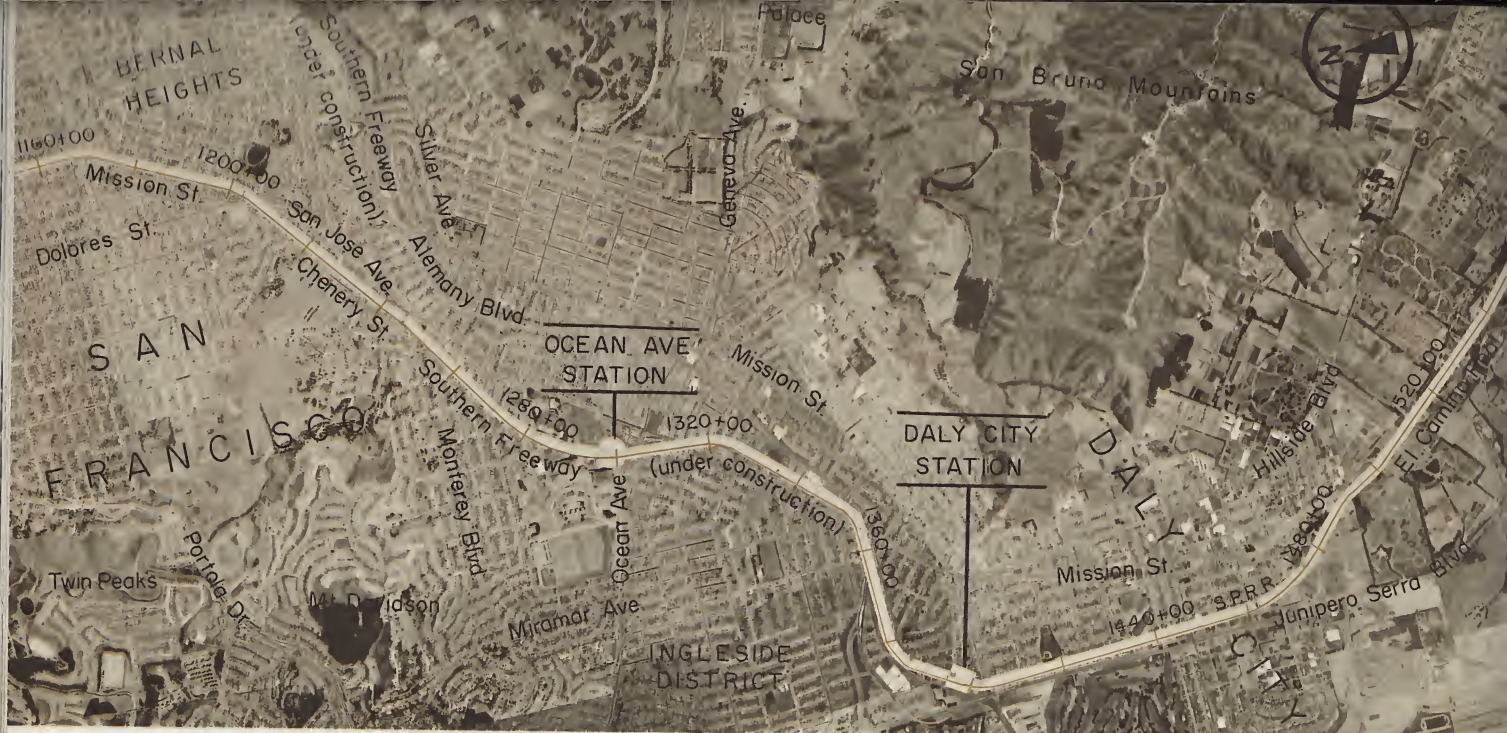 Palace
BERNAL
HEIGHTS
Southern Freeway
(under construction)
Silver Ave.
Geneva Ave.
San Bruno Mountains
N
1160+00
1200+00
Mission St.
Dolores St.
San Jose Ave.
Chenery St.
Alemany Blvd.
SAN
FRANCISCO
OCEAN AVE
STATION
Mission St.
Southern Freeway
(under construction)
1280+00
1320+00
1360+00
DALY CITY
STATION
DALY
CITY
Hillside Blvd
1520+00
El Camino Real
1480+00
Monterey Blvd.
Ocean Ave
Portola Dr.
Twin Peaks
Mt. Davidson
Miramar Ave
INGLESIDE
DISTRICT
Mission St.
1440+00
S.P.R.R.
Junipero Serra Blvd.